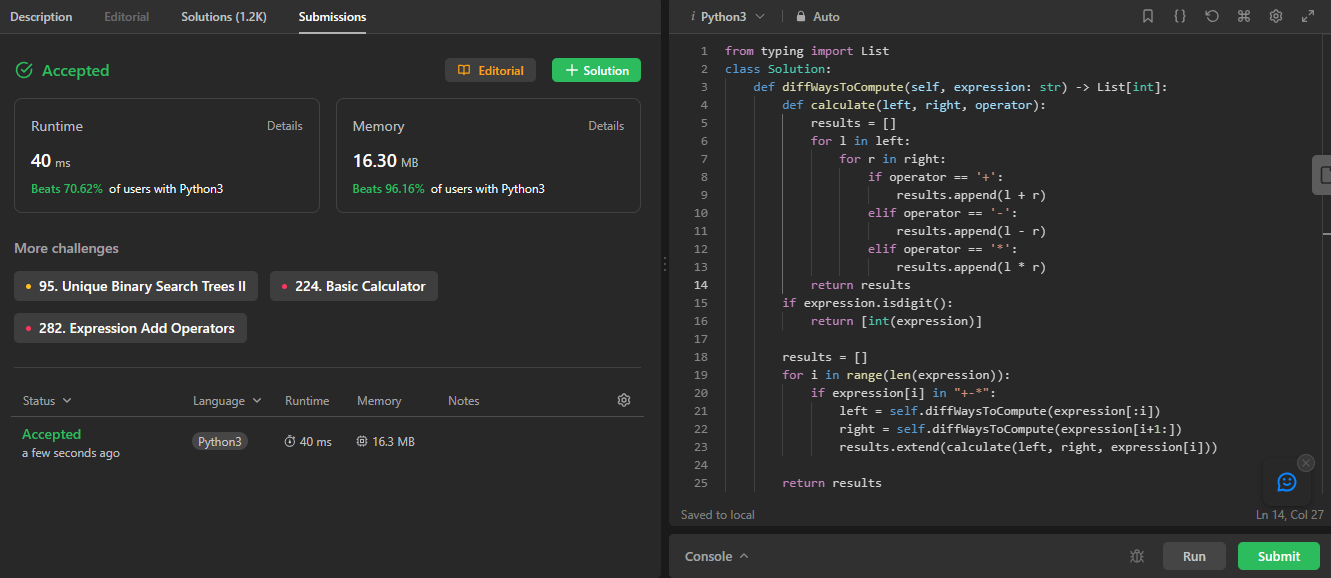 Description Editorial Solutions (1.2K) Submissions
Accepted
Editorial
+ Solution
Runtime Details
40 ms
Beats 70.62% of users with Python3
Memory Details
16.30 MB
Beats 96.16% of users with Python3
More challenges
95. Unique Binary Search Trees II
224. Basic Calculator
282. Expression Add Operators
Status Language Runtime Memory Notes
Accepted Python3 40 ms 16.3 MB
a few seconds ago
i Python3 Auto
1 from typing import List
2 class Solution:
3     def diffWaysToCompute(self, expression: str) -> List[int]:
4         def calculate(left, right, operator):
5             results = []
6             for l in left:
7                 for r in right:
8                     if operator == '+':
9                         results.append(l + r)
10                     elif operator == '-':
11                         results.append(l - r)
12                     elif operator == '*':
13                         results.append(l * r)
14             return results
15         if expression.isdigit():
16             return [int(expression)]
17
18         results = []
19         for i in range(len(expression)):
20             if expression[i] in "+-*":
21                 left = self.diffWaysToCompute(expression[:i])
22                 right = self.diffWaysToCompute(expression[i+1:])
23                 results.extend(calculate(left, right, expression[i]))
24
25         return results
Saved to local Ln 14, Col 27
Console Run Submit